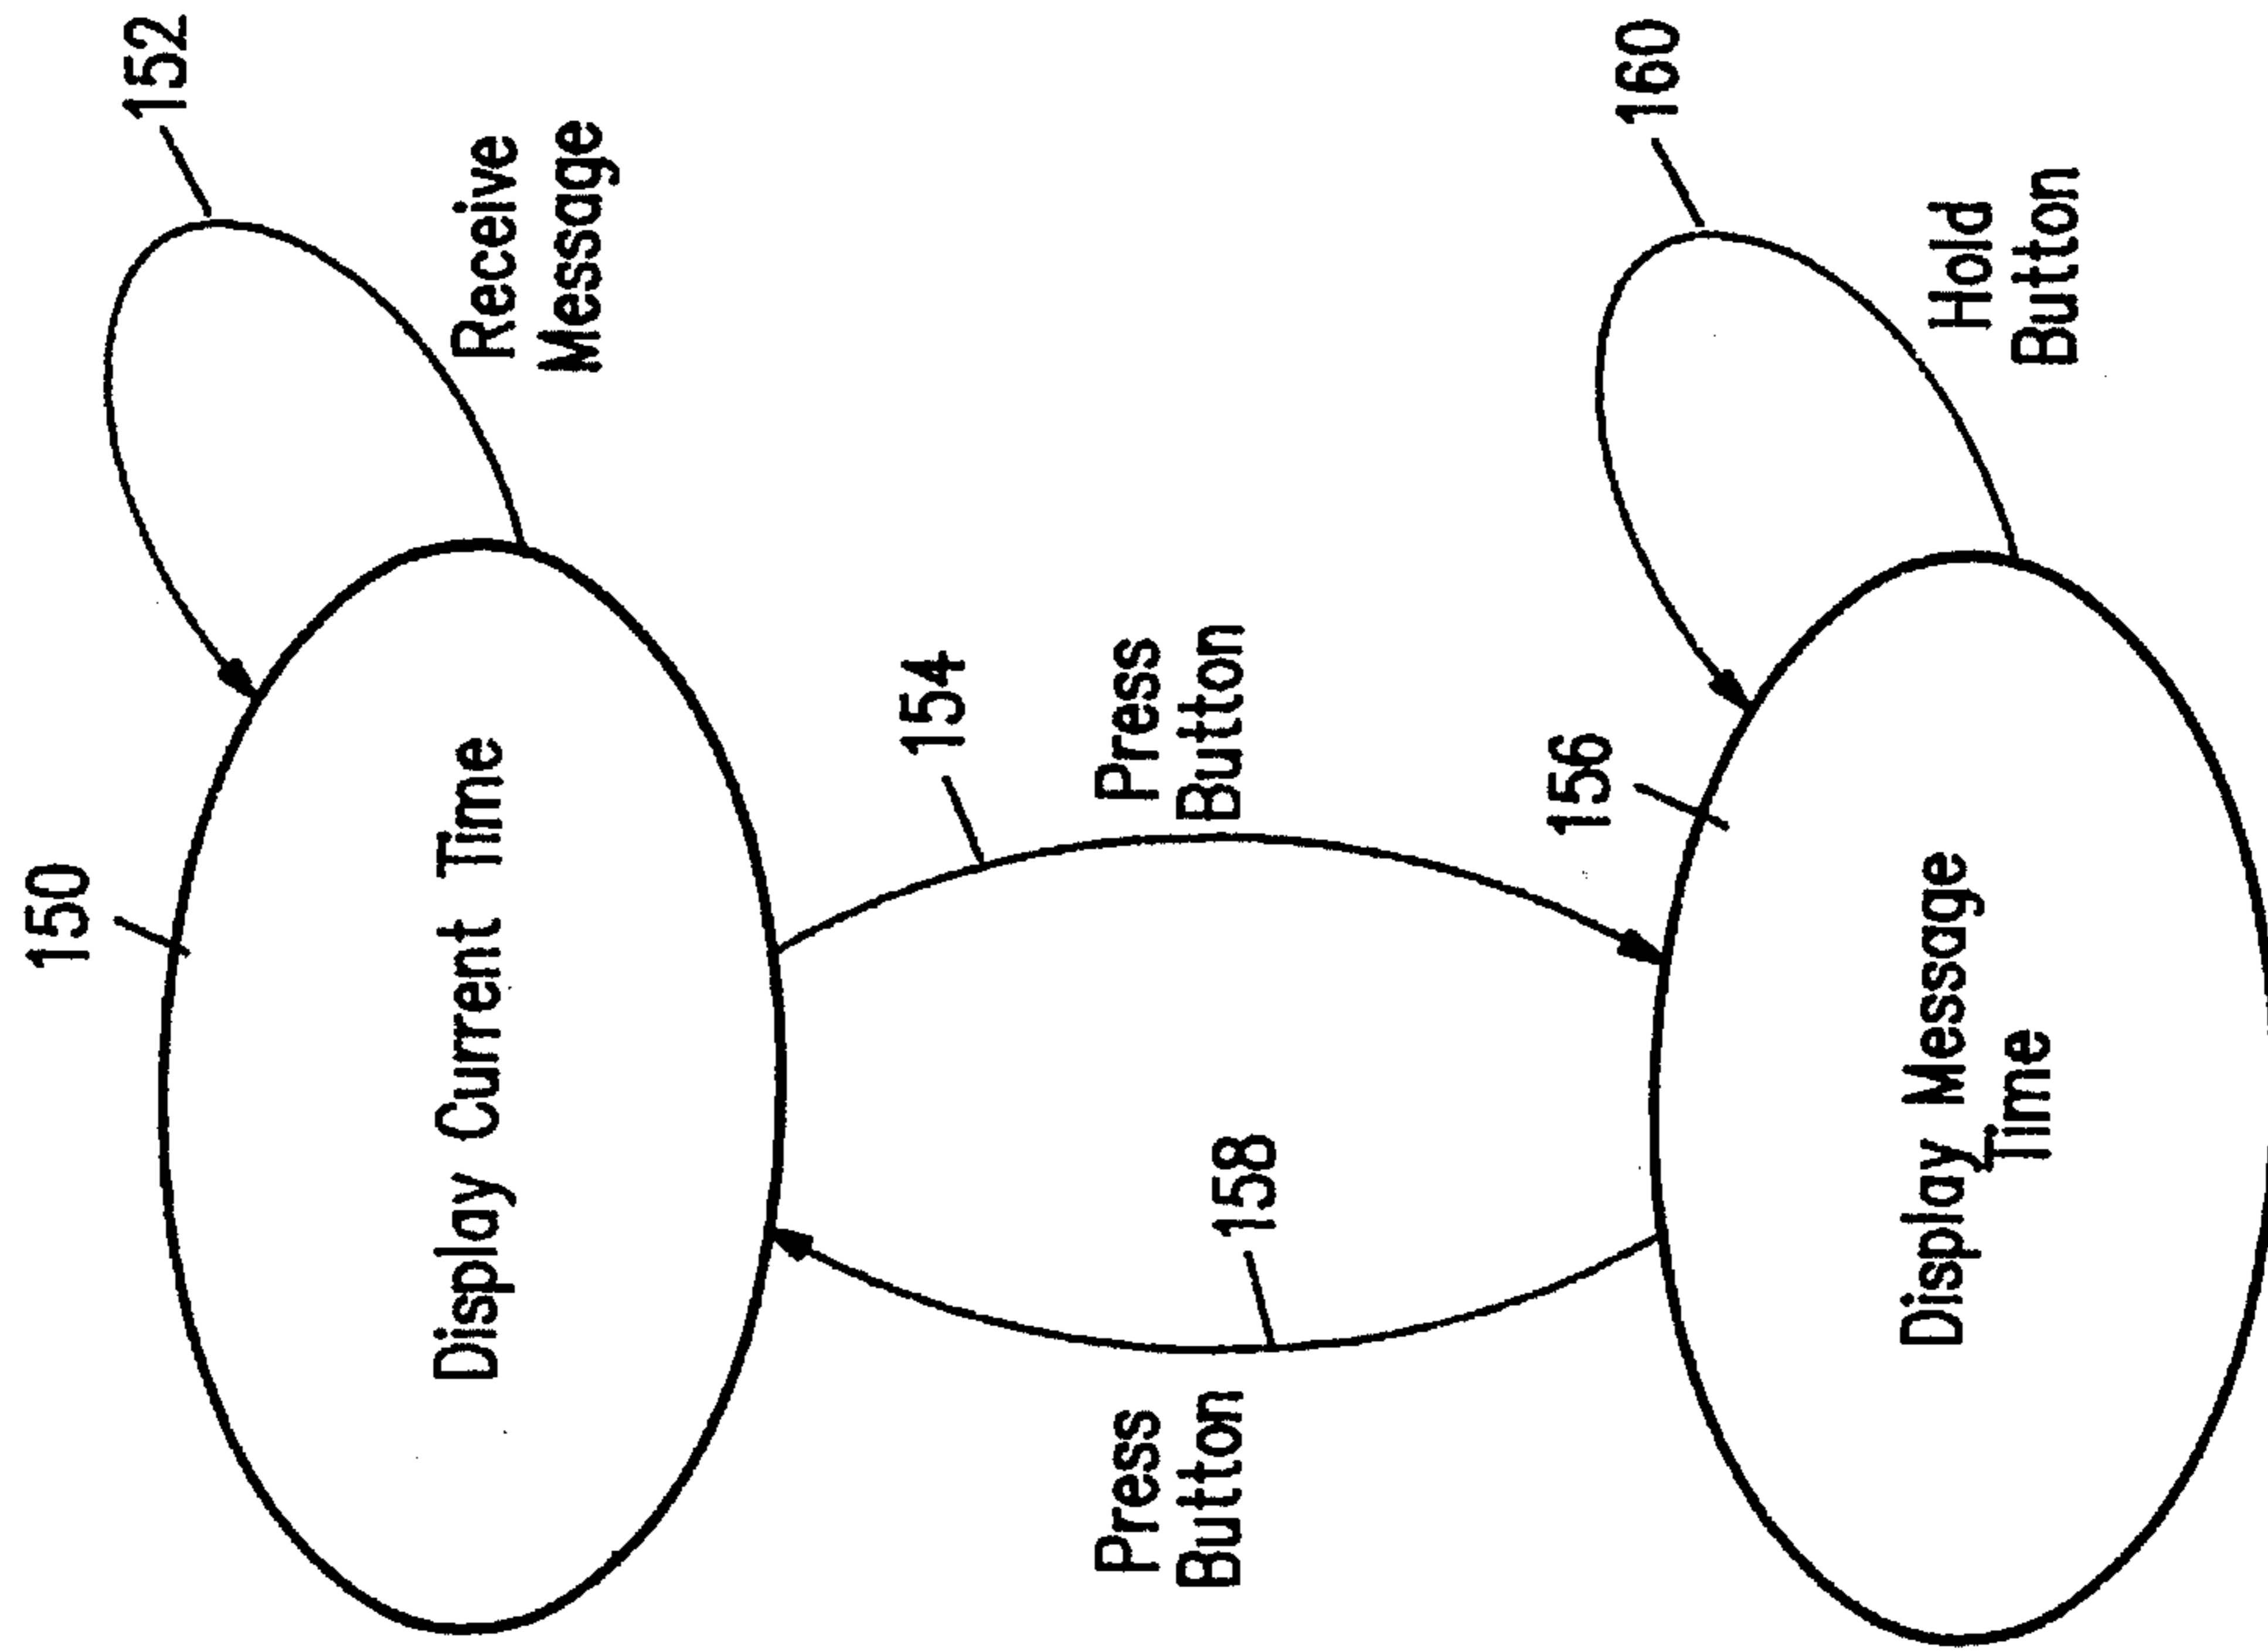 150
Display Current Time
152
Receive
Message
154
Press
Button
158
Press
Button
156
Display Message
Time
160
Hold
Button